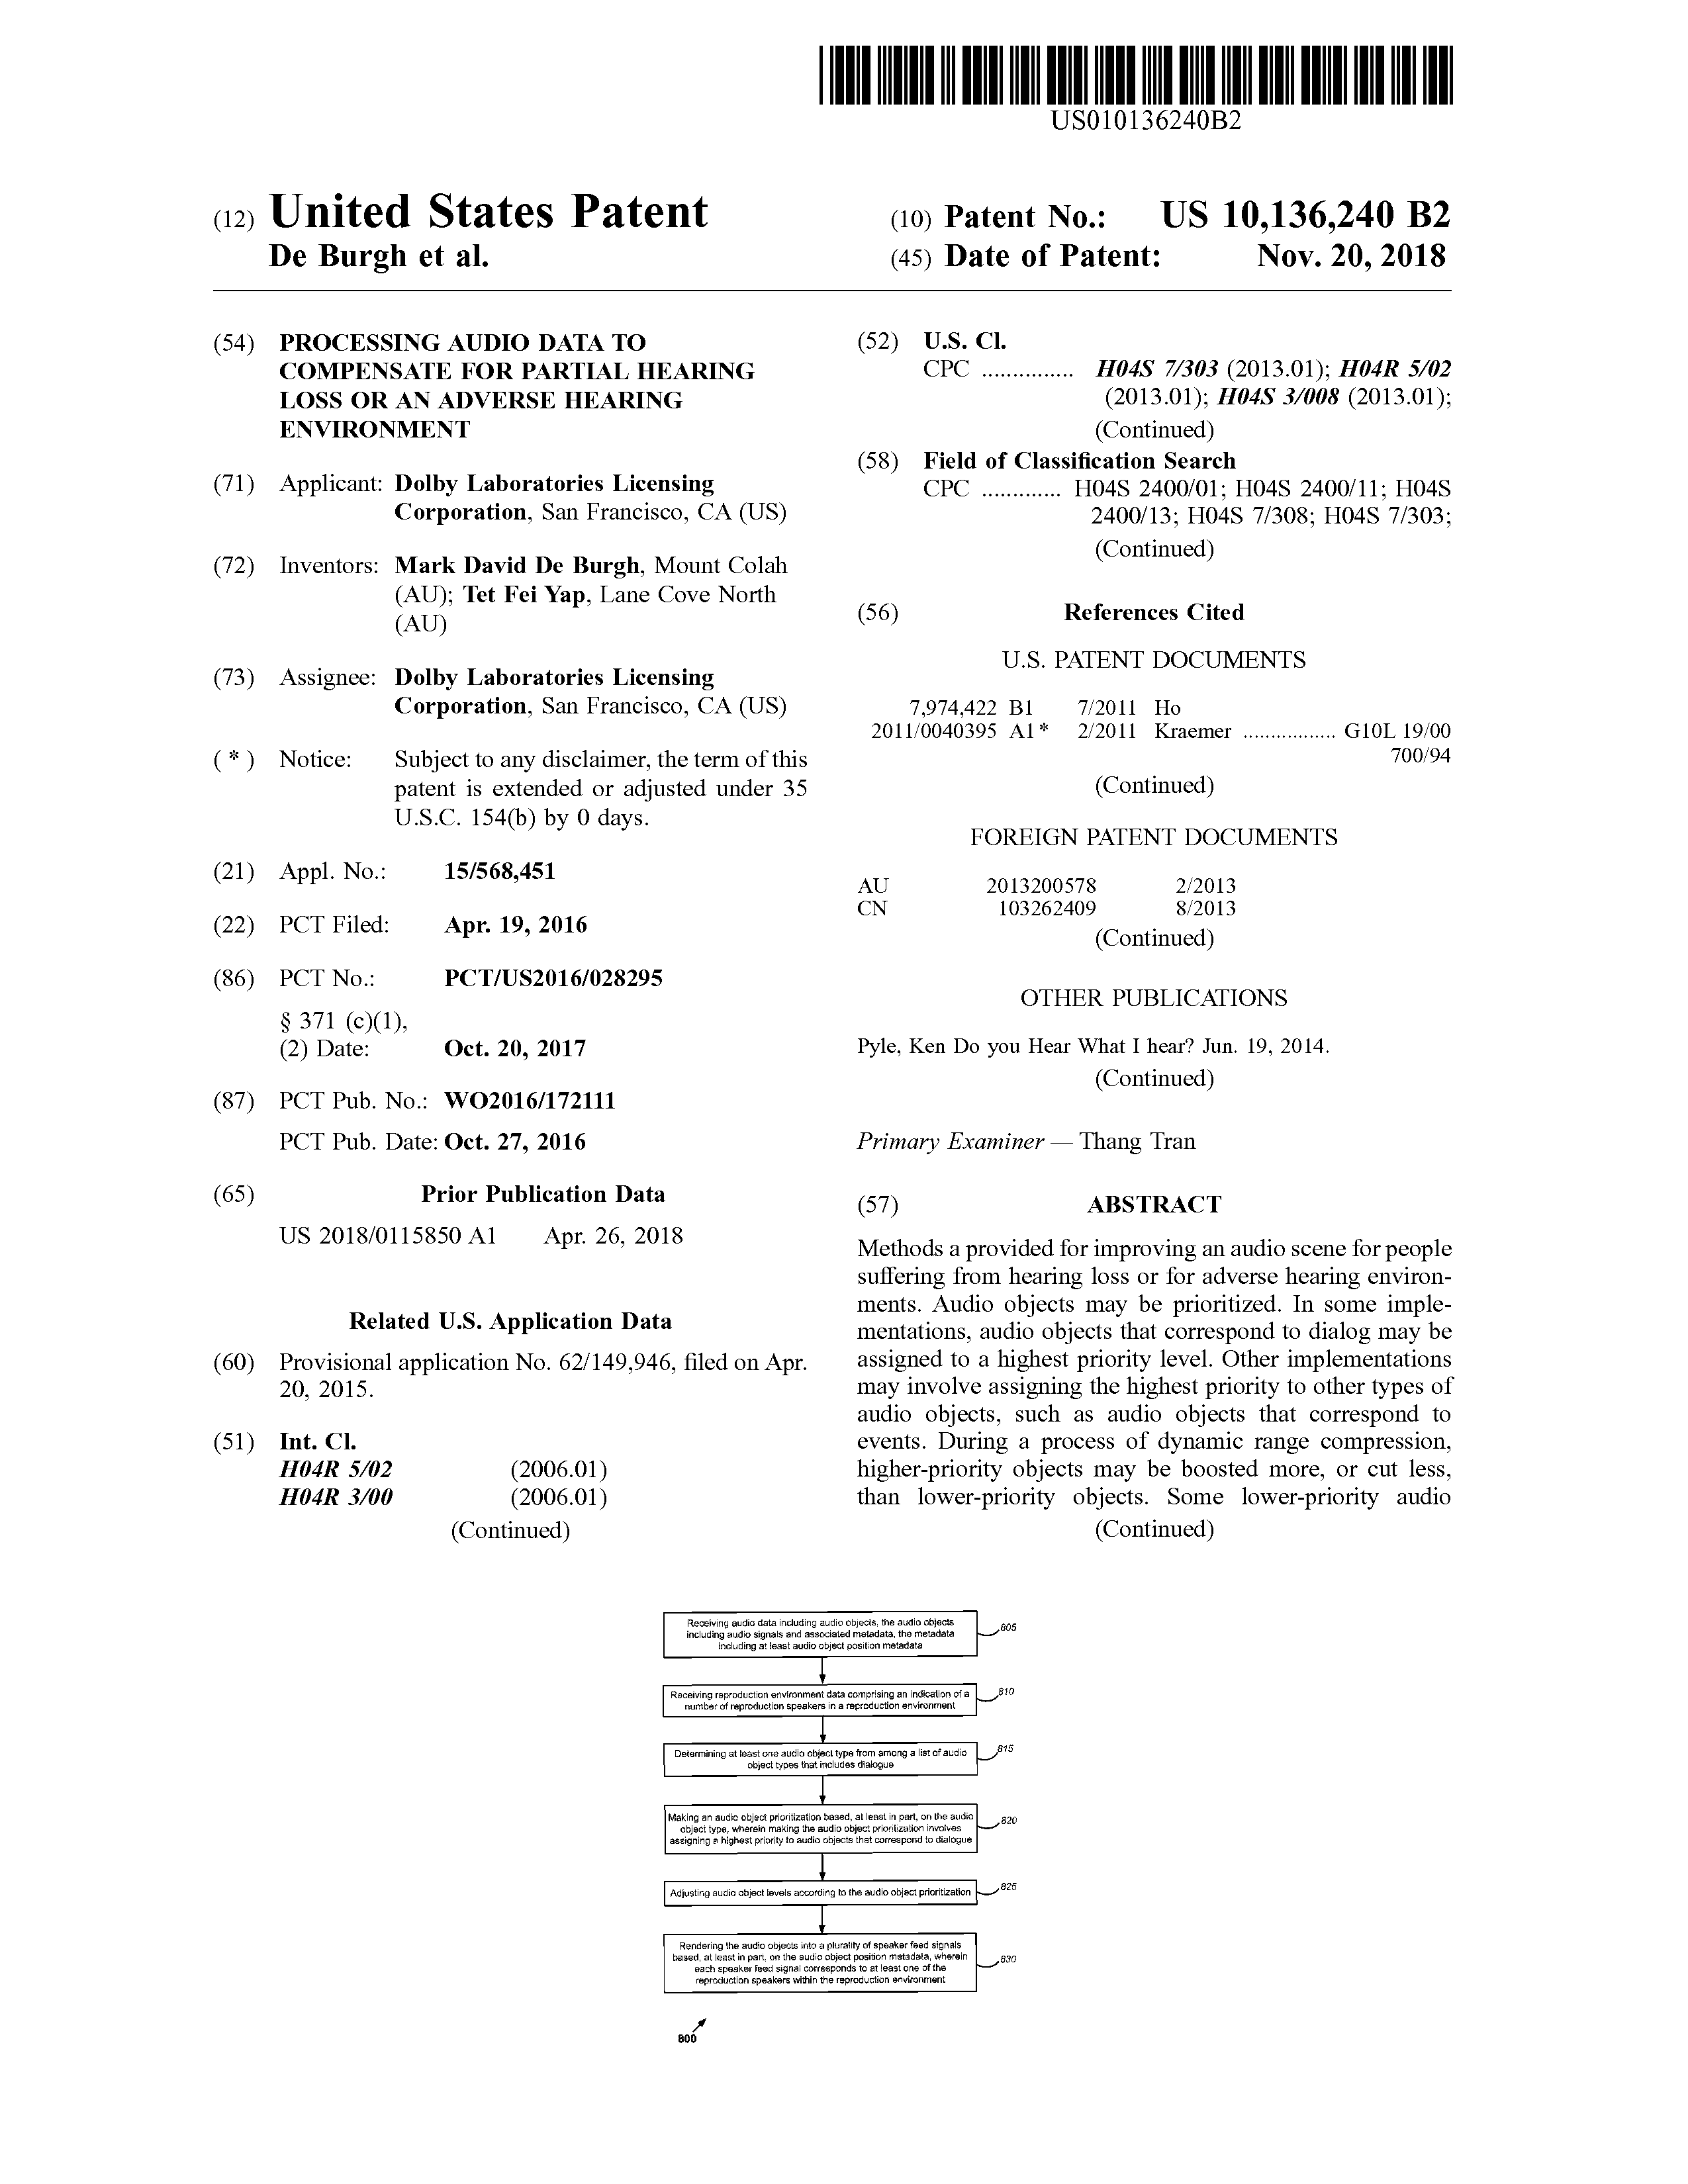 US010136240B2
(12) United States Patent
De Burgh et al.
(10) Patent No.: US 10,136,240 B2
(45) Date of Patent: Nov. 20, 2018
(54) PROCESSING AUDIO DATA TO
COMPENSATE FOR PARTIAL HEARING
LOSS OR AN ADVERSE HEARING
ENVIRONMENT
(71) Applicant: Dolby Laboratories Licensing
Corporation, San Francisco, CA (US)
(72) Inventors: Mark David De Burgh, Mount Colah
(AU); Tet Fei Yap, Lane Cove North
(AU)
(73) Assignee: Dolby Laboratories Licensing
Corporation, San Francisco, CA (US)
( * ) Notice: Subject to any disclaimer, the term of this
patent is extended or adjusted under 35
U.S.C. 154(b) by 0 days.
(21) Appl. No.: 15/568,451
(22) PCT Filed: Apr. 19, 2016
(86) PCT No.: PCT/US2016/028295
§ 371 (c)(1),
(2) Date: Oct. 20, 2017
(87) PCT Pub. No.: WO2016/172111
PCT Pub. Date: Oct. 27, 2016
(65) Prior Publication Data
US 2018/0115850 A1 Apr. 26, 2018
Related U.S. Application Data
(60) Provisional application No. 62/149,946, filed on Apr.
20, 2015.
(51) Int. Cl.
H04R 5/02 (2006.01)
H04R 3/00 (2006.01)
(Continued)
(52) U.S. Cl.
CPC ............... H04S 7/303 (2013.01); H04R 5/02
(2013.01); H04S 3/008 (2013.01);
(Continued)
(58) Field of Classification Search
CPC ............. H04S 2400/01; H04S 2400/11; H04S
2400/13; H04S 7/308; H04S 7/303;
(Continued)
(56) References Cited
U.S. PATENT DOCUMENTS
7,974,422 B1 7/2011 Ho
2011/0040395 A1* 2/2011 Kraemer ................. G10L 19/00
700/94
(Continued)
FOREIGN PATENT DOCUMENTS
AU 2013200578 2/2013
CN 103262409 8/2013
(Continued)
OTHER PUBLICATIONS
Pyle, Ken Do you Hear What I hear? Jun. 19, 2014.
(Continued)
Primary Examiner — Thang Tran
(57) ABSTRACT
Methods a provided for improving an audio scene for people
suffering from hearing loss or for adverse hearing environ-
ments. Audio objects may be prioritized. In some imple-
mentations, audio objects that correspond to dialog may be
assigned to a highest priority level. Other implementations
may involve assigning the highest priority to other types of
audio objects, such as audio objects that correspond to
events. During a process of dynamic range compression,
higher-priority objects may be boosted more, or cut less,
than lower-priority objects. Some lower-priority audio
(Continued)
Receiving audio data including audio objects, the audio objects
including audio signals and associated metadata, the metadata
including at least audio object position metadata
805
Receiving reproduction environment data comprising an indication of a
number of reproduction speakers in a reproduction environment
810
Determining at least one audio object type from among a list of audio
object types that includes dialogue
815
Making an audio object prioritization based, at least in part, on the audio
object type, wherein making the audio object prioritization involves
assigning a highest priority to audio objects that correspond to dialogue
820
Adjusting audio object levels according to the audio object prioritization
825
Rendering the audio objects into a plurality of speaker feed signals
based, at least in part, on the audio object position metadata, wherein
each speaker feed signal corresponds to at least one of the
reproduction speakers within the reproduction environment
830
800